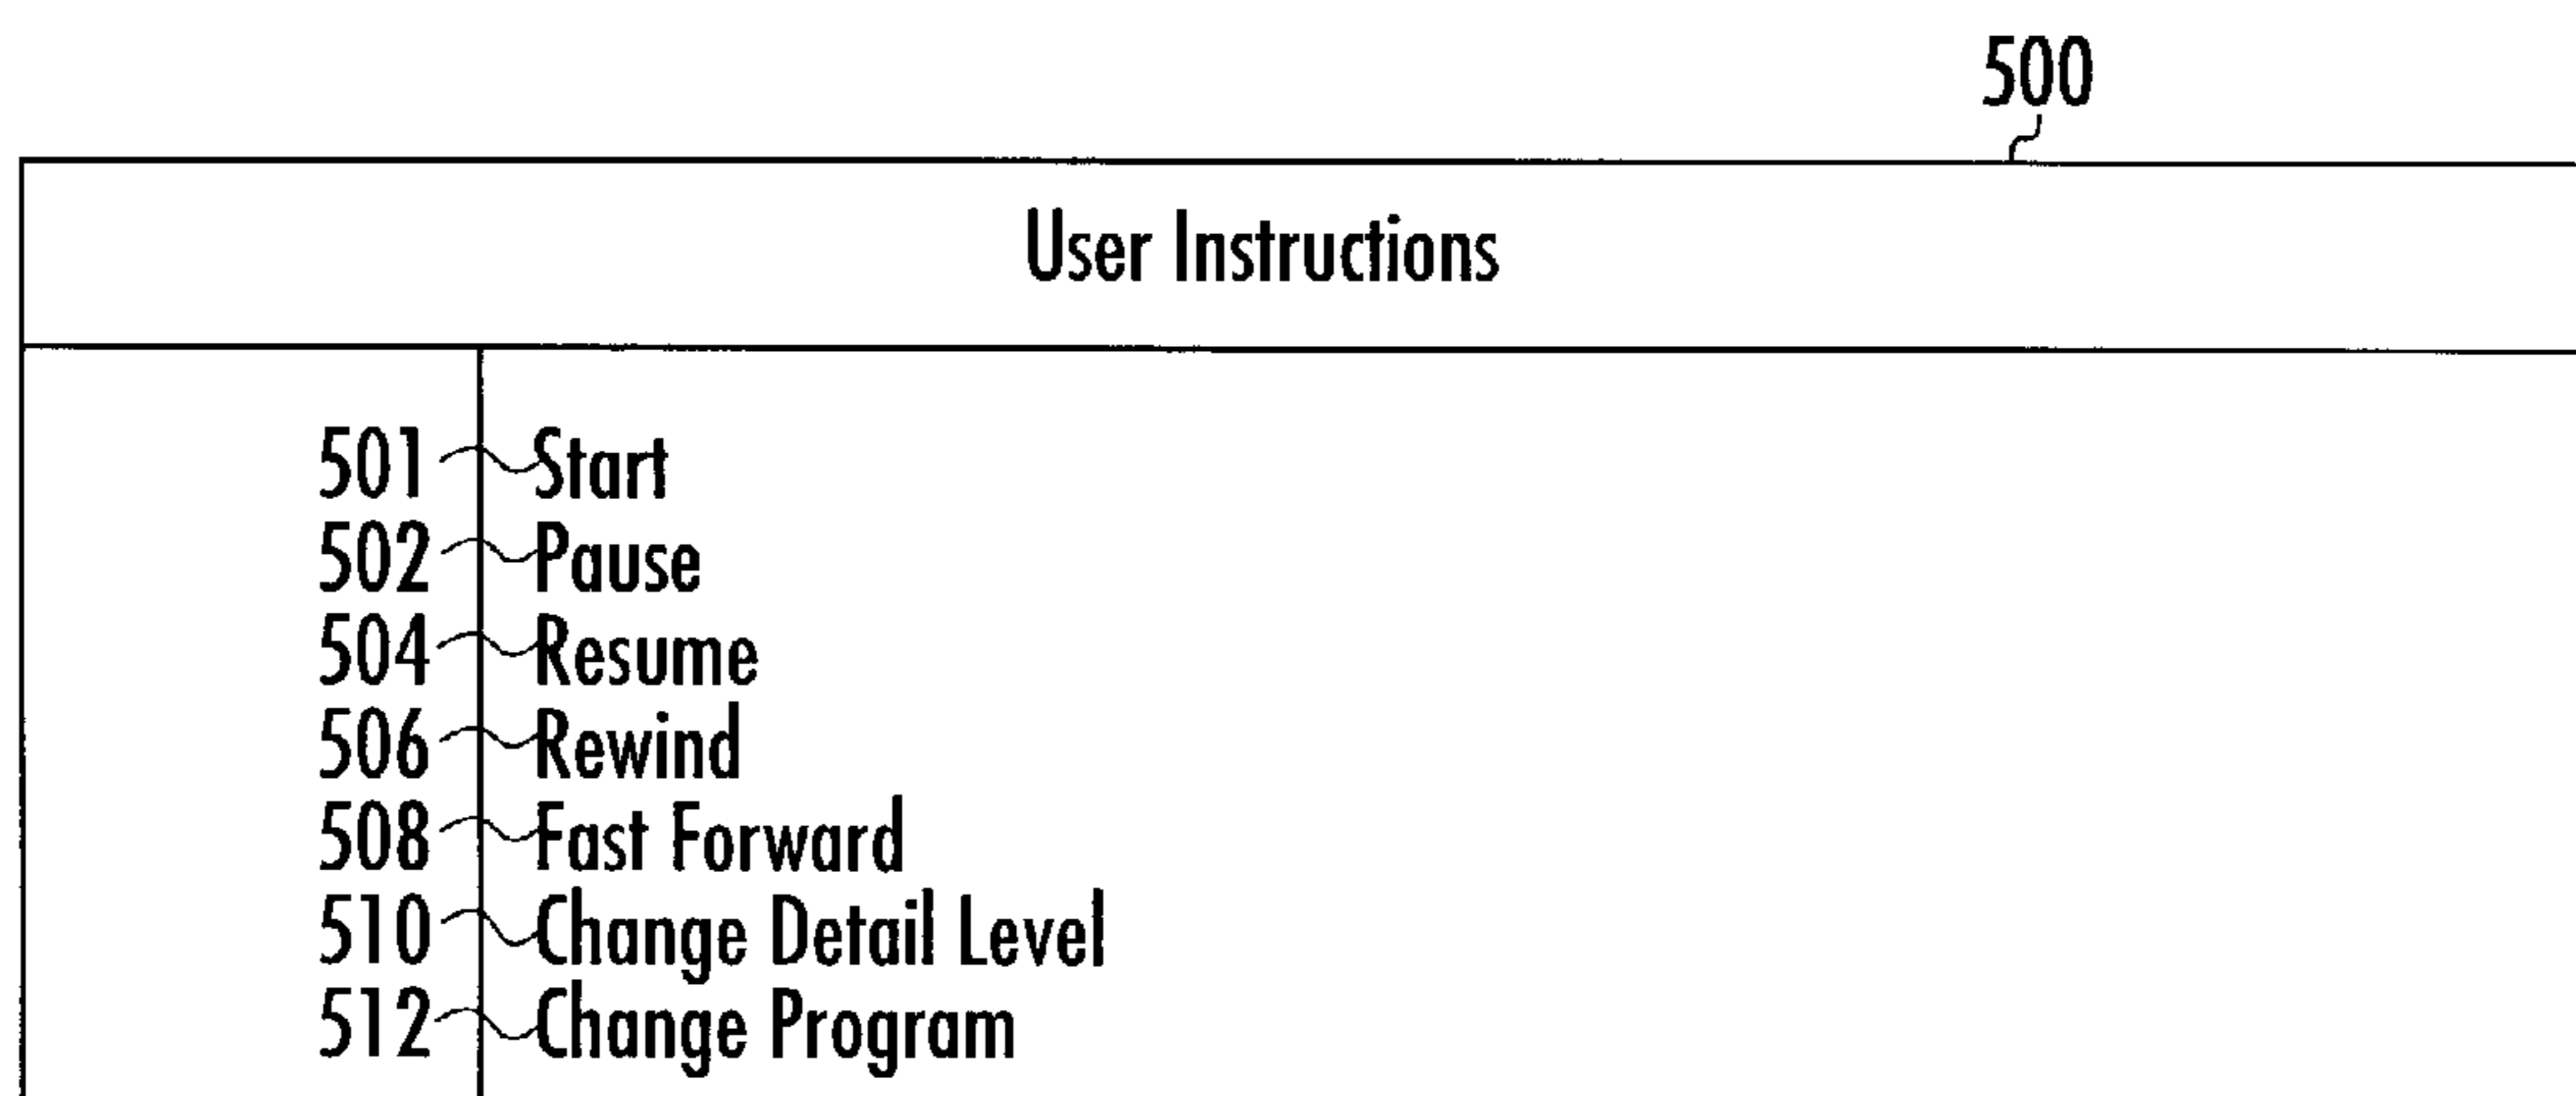 500
User Instructions
501 Start
502 Pause
504 Resume
506 Rewind
508 Fast Forward
510 Change Detail Level
512 Change Program